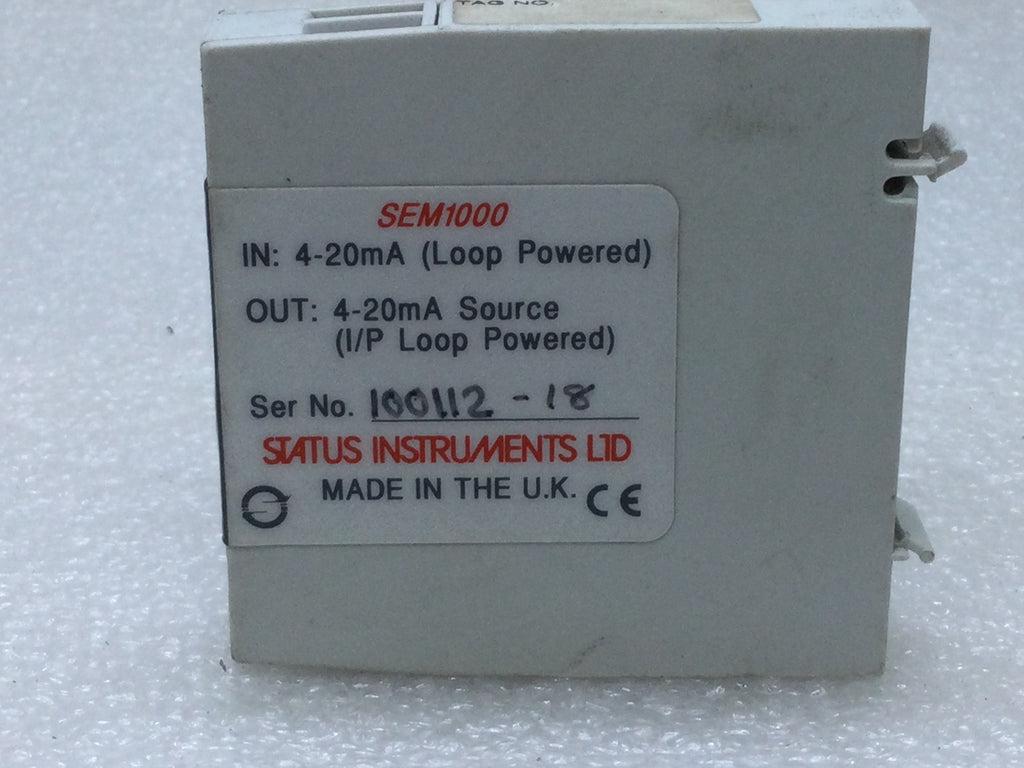 TAG NO.
SEM1000
IN: 4-20mA (Loop Powered)
OUT: 4-20mA Source
(I/P Loop Powered)
Ser No. 100112 - 18
STATUS INSTRUMENTS LTD
MADE IN THE U.K. CE